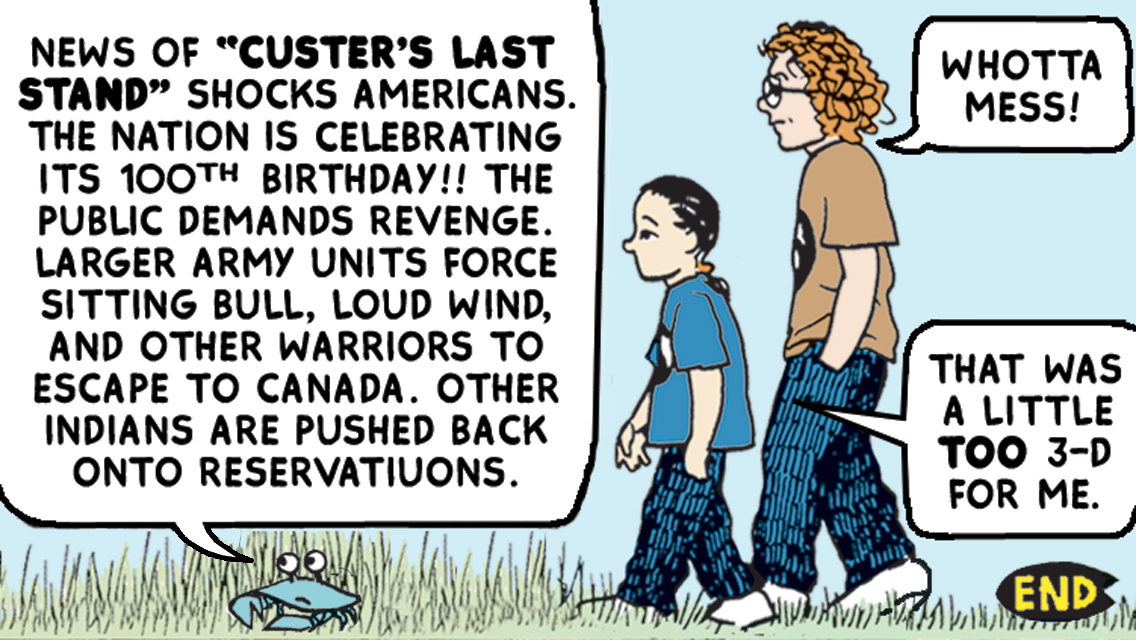 NEWS OF "CUSTER'S LAST
STAND" SHOCKS AMERICANS.
THE NATION IS CELEBRATING
ITS 100TH BIRTHDAY!! THE
PUBLIC DEMANDS REVENGE.
LARGER ARMY UNITS FORCE
SITTING BULL, LOUD WIND,
AND OTHER WARRIORS TO
ESCAPE TO CANADA. OTHER
INDIANS ARE PUSHED BACK
ONTO RESERVATIUONS.
WHOTTA
MESS!
THAT WAS
A LITTLE
TOO 3-D
FOR ME.
END